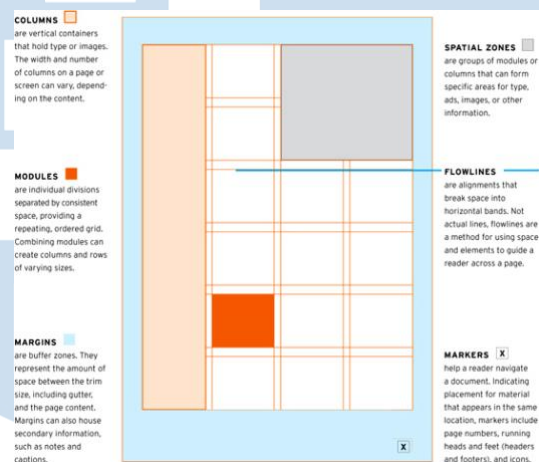 COLUMNS
are vertical containers
that hold type or images.
The width and number
of columns on a page or
screen can vary, depend-
ing on the content.
MODULES
are individual divisions
separated by consistent
space, providing a
repeating, ordered grid.
Combining modules can
create columns and rows
of varying sizes.
MARGINS
are buffer zones. They
represent the amount of
space between the trim
size, including gutter,
and the page content.
Margins can also house
secondary information,
such as notes and
captions.
X
SPATIAL ZONES
are groups of modules or
columns that can form
specific areas for type,
ads, images, or other
information.
FLOWLINES
are alignments that
break space into
horizontal bands. Not
actual lines, flowlines are
a method for using space
and elements to guide a
reader across a page.
MARKERS X
help a reader navigate
a document. Indicating
placement for material
that appears in the same
location, markers include
page numbers, running
heads and feet (headers
and footers), and icons.